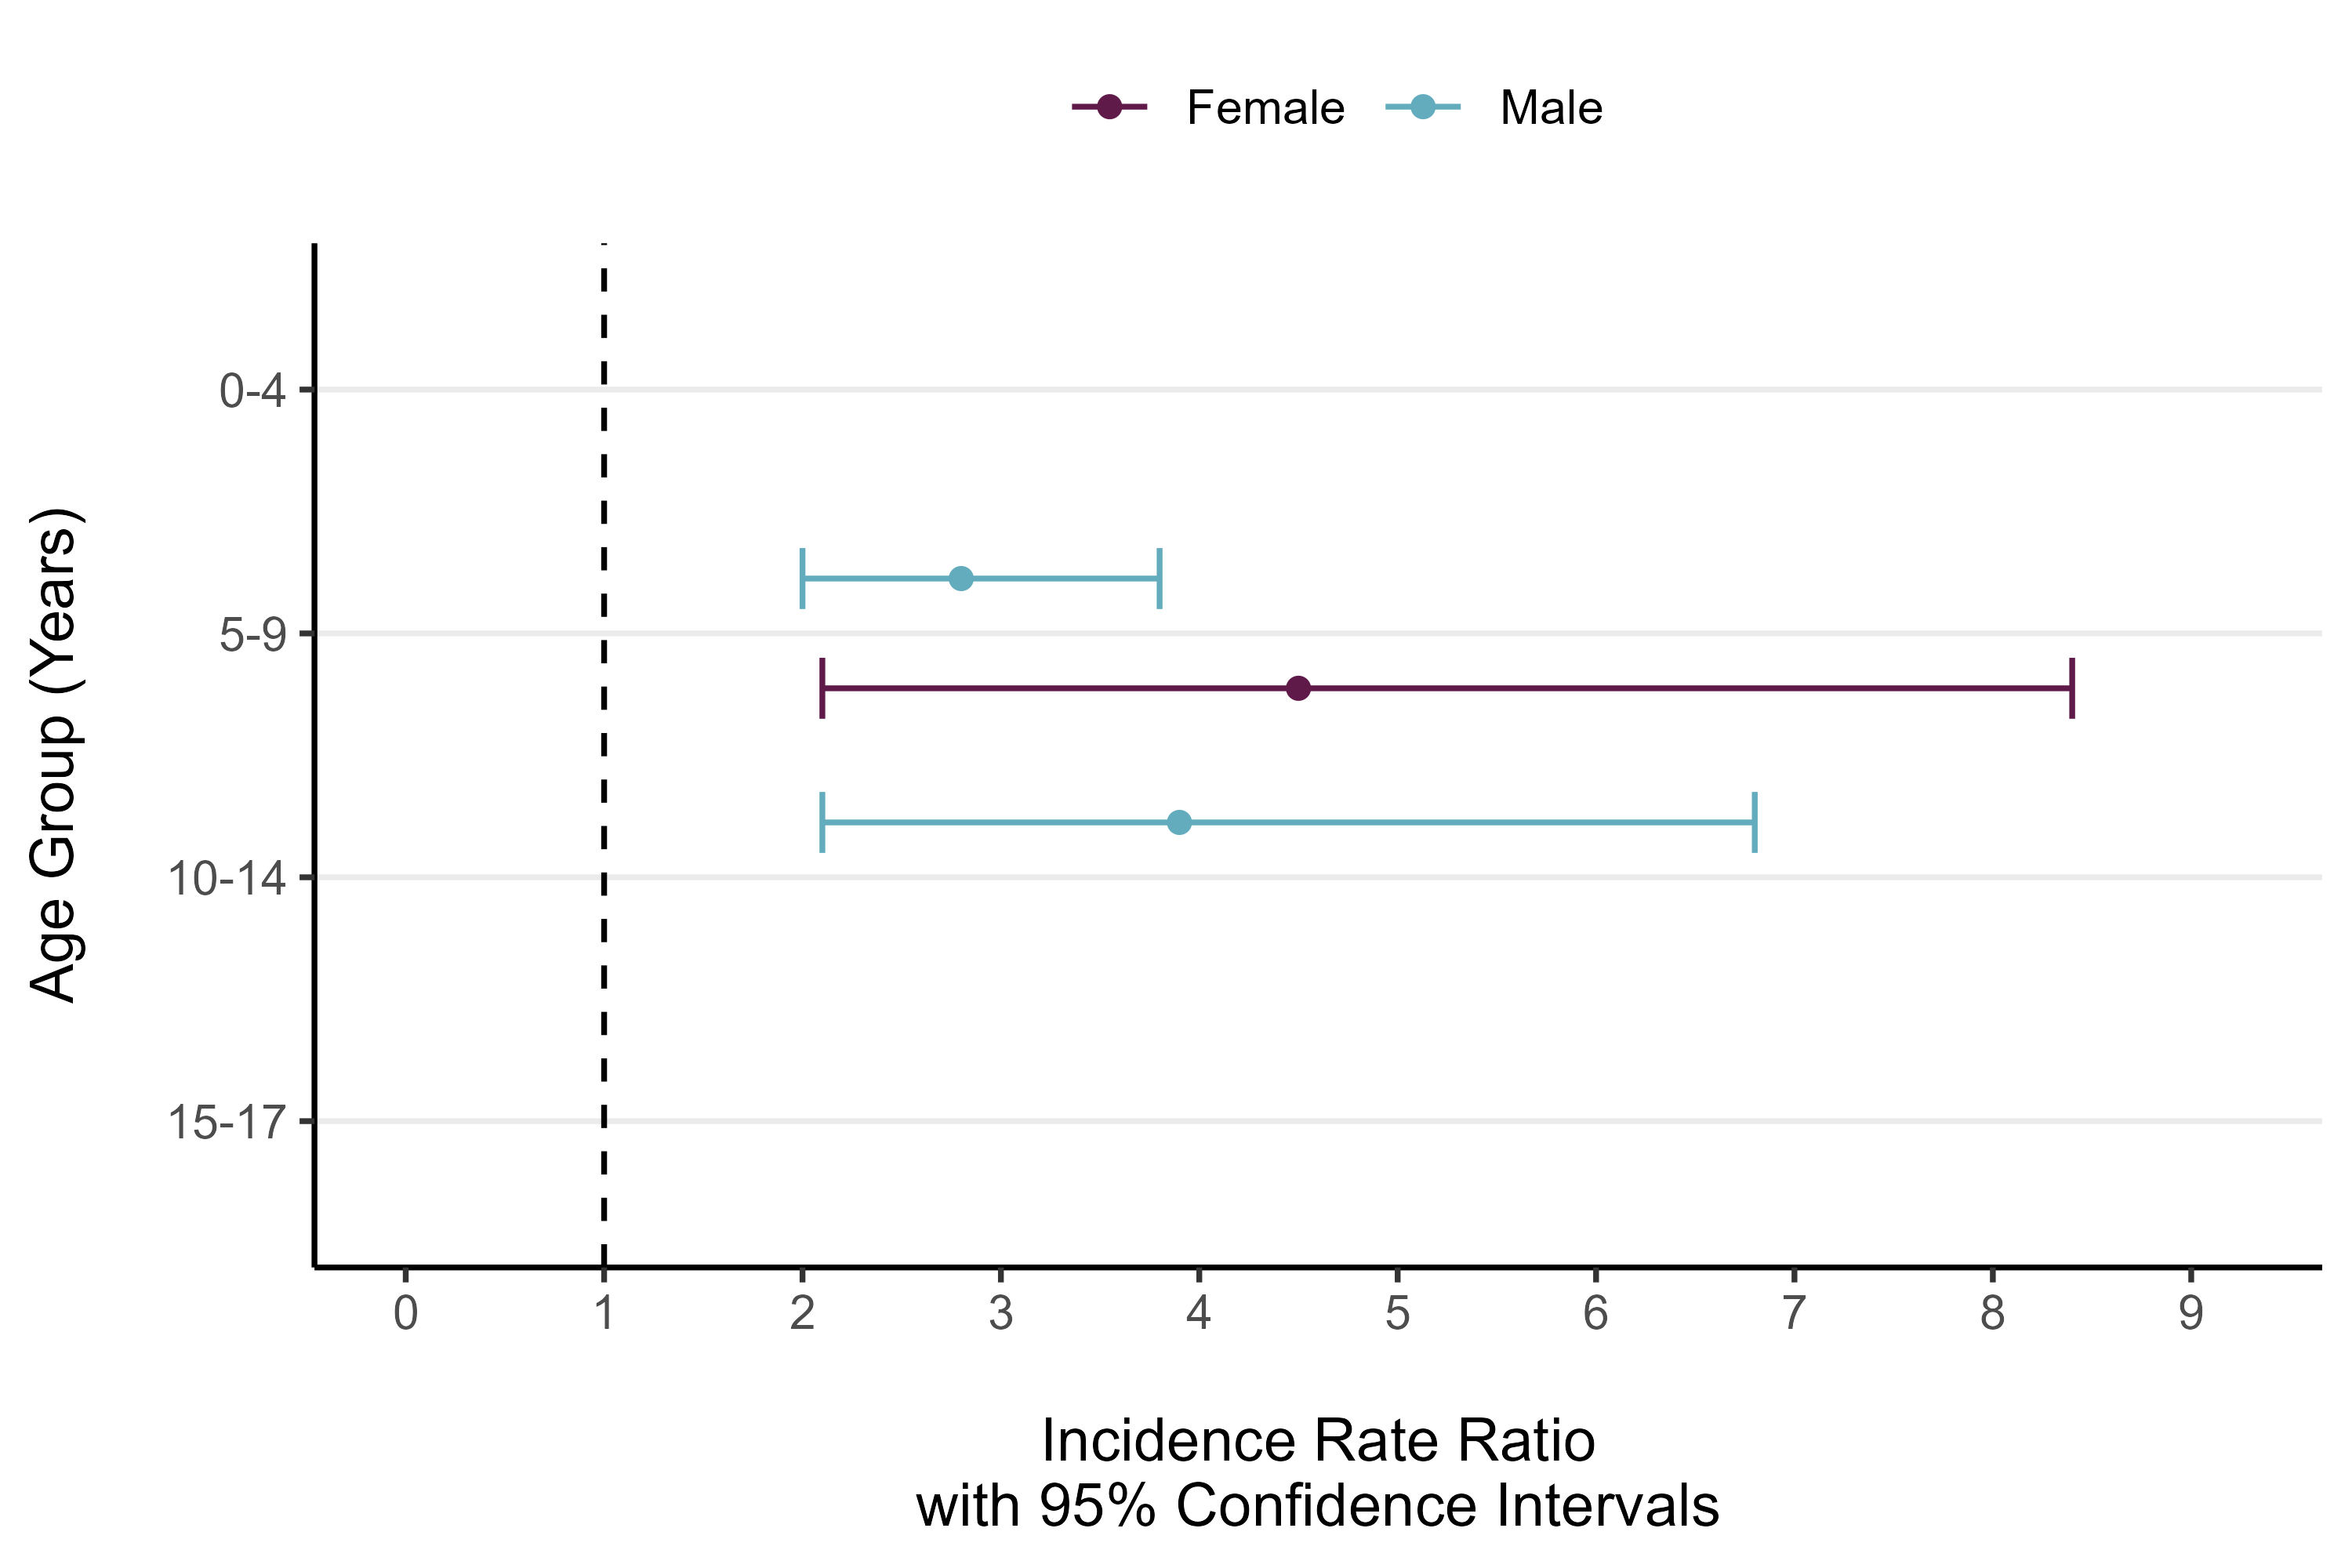 Female Male
0-4
5-9
10-14
15-17
Age Group (Years)
0 1 2 3 4 5 6 7 8 9
Incidence Rate Ratio
with 95% Confidence Intervals